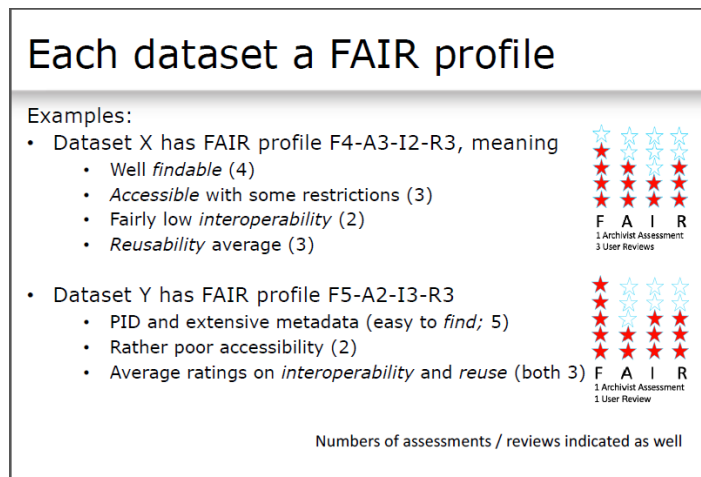 Each dataset a FAIR profile
Examples:
• Dataset X has FAIR profile F4-A3-I2-R3, meaning
• Well findable (4)
• Accessible with some restrictions (3)
• Fairly low interoperability (2)
• Reusability average (3)
F A I R
1 Archivist Assessment
3 User Reviews
• Dataset Y has FAIR profile F5-A2-I3-R3
• PID and extensive metadata (easy to find; 5)
• Rather poor accessibility (2)
• Average ratings on interoperability and reuse (both 3)
F A I R
1 Archivist Assessment
1 User Review
Numbers of assessments / reviews indicated as well